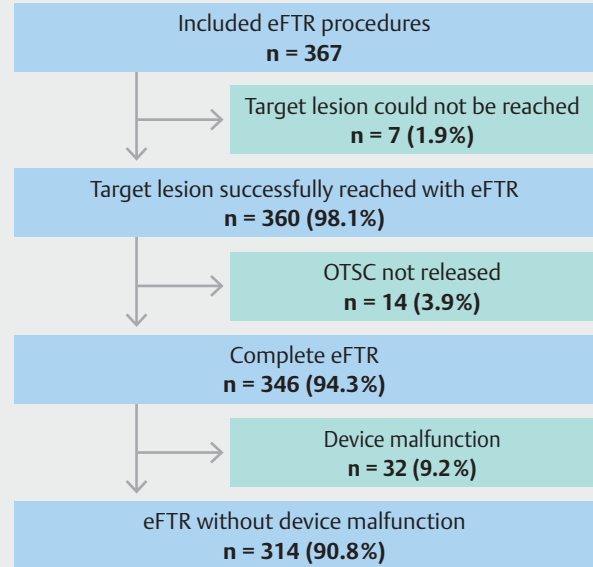 Included eFTR procedures
n = 367
Target lesion could not be reached
n = 7 (1.9%)
Target lesion successfully reached with eFTR
n = 360 (98.1%)
OTSC not released
n = 14 (3.9%)
Complete eFTR
n = 346 (94.3%)
Device malfunction
n = 32 (9.2%)
eFTR without device malfunction
n = 314 (90.8%)